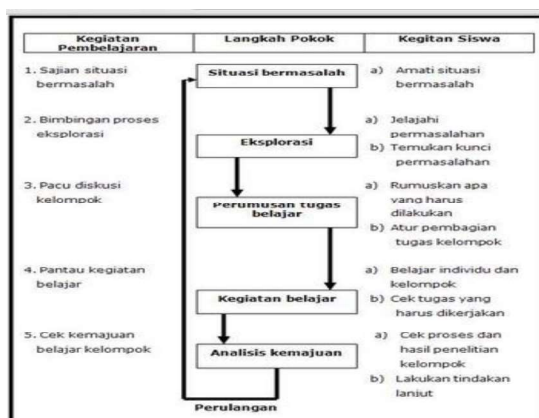 Kegiatan
Pembelajaran
Langkah Pokok
Kegitan Siswa
1. Sajian situasi
bermasalah
Situasi bermasalah
a) Amati situasi
bermasalah
2. Bimbingan proses
eksplorasi
Eksplorasi
a) Jelajahi
permasalahan
b) Temukan kunci
permasalahan
3. Pacu diskusi
kelompok
Perumusan tugas
belajar
a) Rumuskan apa
yang harus
dilakukan
b) Atur pembagian
tugas kelompok
4. Pantau kegiatan
belajar
Kegiatan belajar
a) Belajar individu dan
kelompok
b) Cek tugas yang
harus dikerjakan
5. Cek kemajuan
belajar kelompok
Analisis kemajuan
a) Cek proses dan
hasil penelitian
kelompok
b) Lakukan tindakan
lanjut
Perulangan